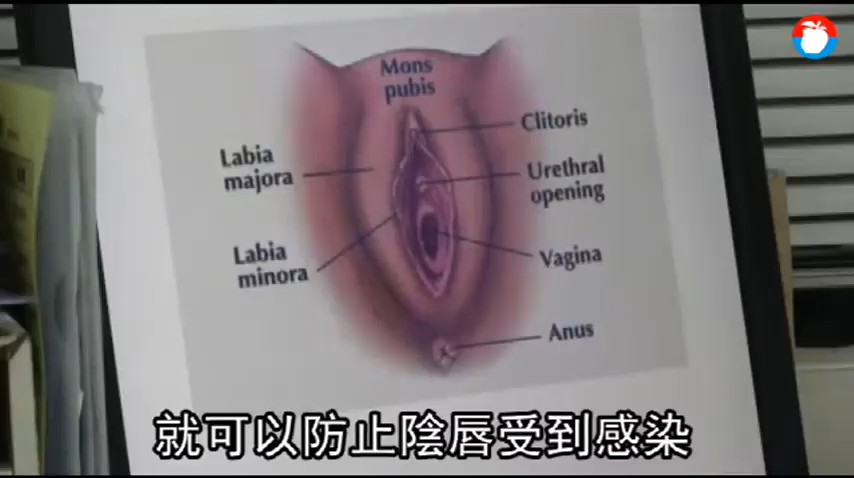 Mons
pubis
Clitoris
Labia
majora
Urethral
opening
Labia
minora
Vagina
Anus
就可以防止陰唇受到感染